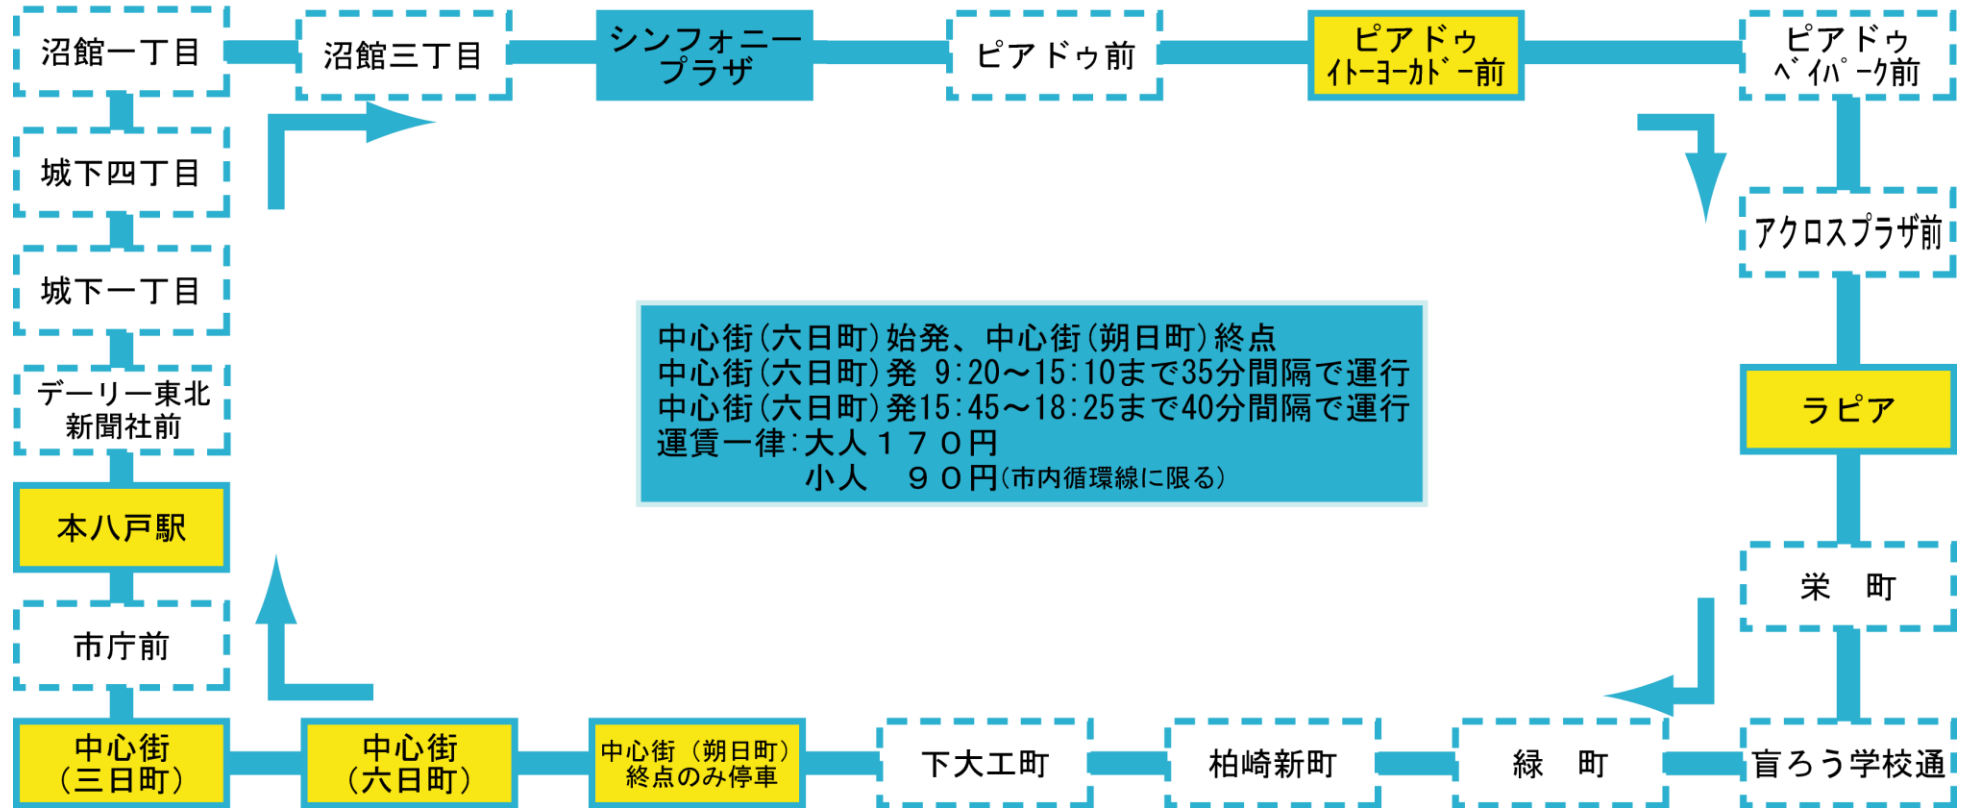 沼館一丁目
沼館三丁目
シンフォニー
プラザ
ピアドゥ前
ピアドゥ
ｲﾄｰﾖｰｶﾄﾞｰ前
ピアドゥ
ﾍﾞｲﾊﾟｰｸ前
城下四丁目
アクロスプラザ前
城下一丁目
中心街(六日町)始発、中心街(朔日町)終点
中心街(六日町)発 9:20～15:10まで35分間隔で運行
中心街(六日町)発15:45～18:25まで40分間隔で運行
運賃一律:大人１７０円
小人　９０円(市内循環線に限る)
デーリー東北
新聞社前
ラピア
本八戸駅
栄　町
市庁前
中心街
(三日町)
中心街
(六日町)
中心街（朔日町）
終点のみ停車
下大工町
柏崎新町
緑　町
盲ろう学校通